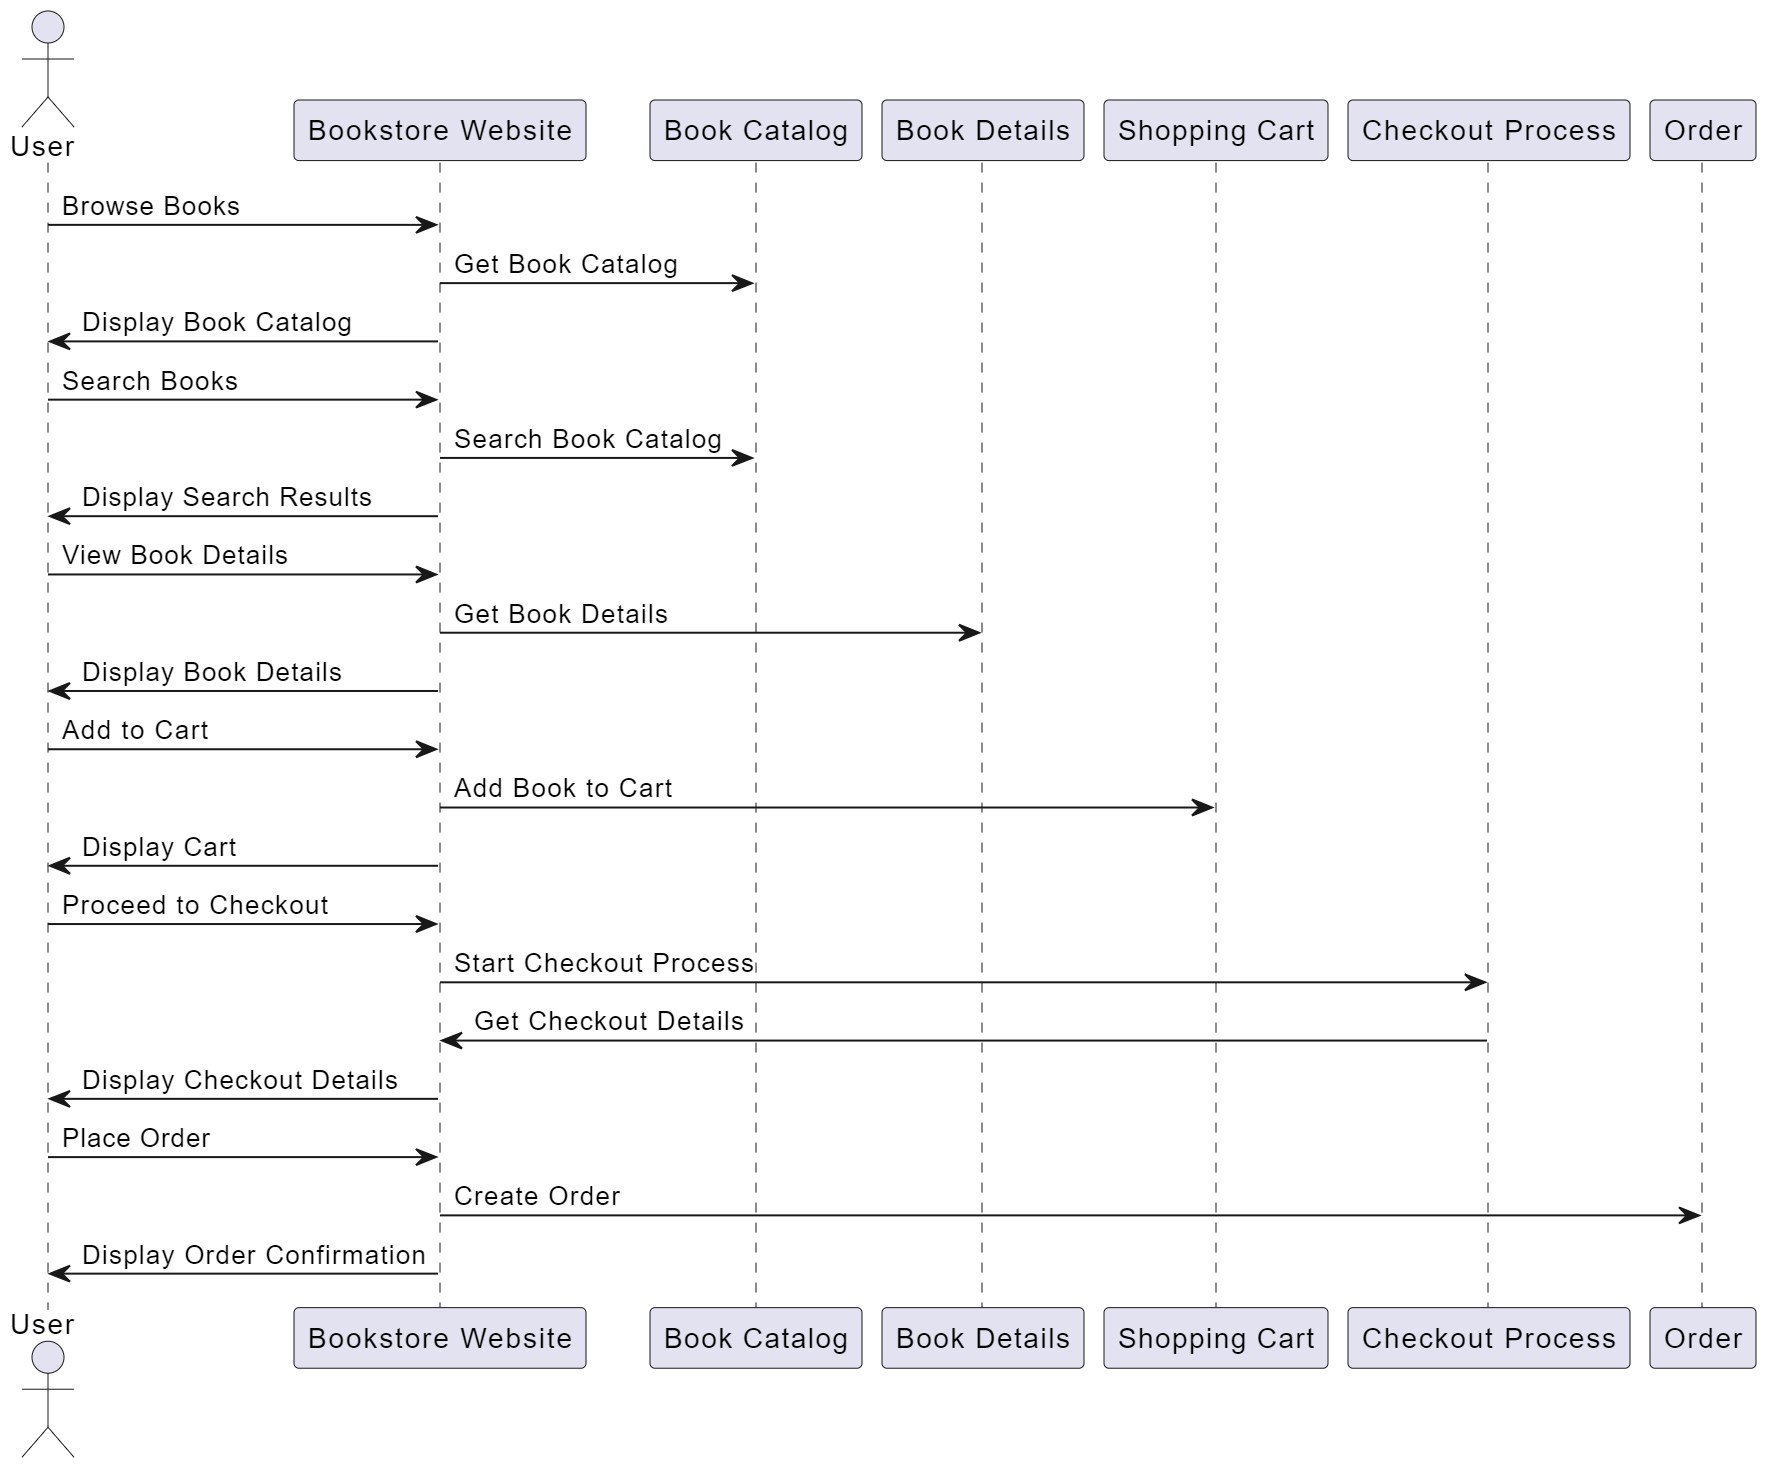 User
Bookstore Website
Book Catalog
Book Details
Shopping Cart
Checkout Process
Order
Browse Books
Get Book Catalog
Display Book Catalog
Search Books
Search Book Catalog
Display Search Results
View Book Details
Get Book Details
Display Book Details
Add to Cart
Add Book to Cart
Display Cart
Proceed to Checkout
Start Checkout Process
Get Checkout Details
Display Checkout Details
Place Order
Create Order
Display Order Confirmation
User
Bookstore Website
Book Catalog
Book Details
Shopping Cart
Checkout Process
Order